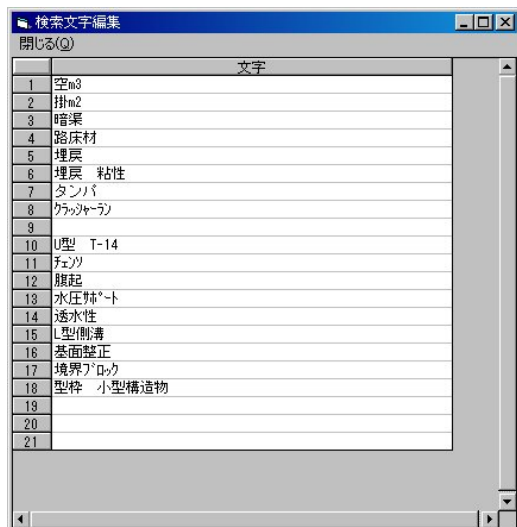 検索文字編集
閉じる(Q)
文字
1 空m3
2 掛m2
3 暗渠
4 路床材
5 埋戻
6 埋戻　粘性
7 タンパ
8 ｸﾗｯｼｬｰﾗﾝ
9
10 U型　T-14
11 ﾁｪﾝｿ
12 腹起
13 水圧ｻﾎﾟｰﾄ
14 透水性
15 L型側溝
16 基面整正
17 境界ﾌﾞﾛｯｸ
18 型枠　小型構造物
19
20
21